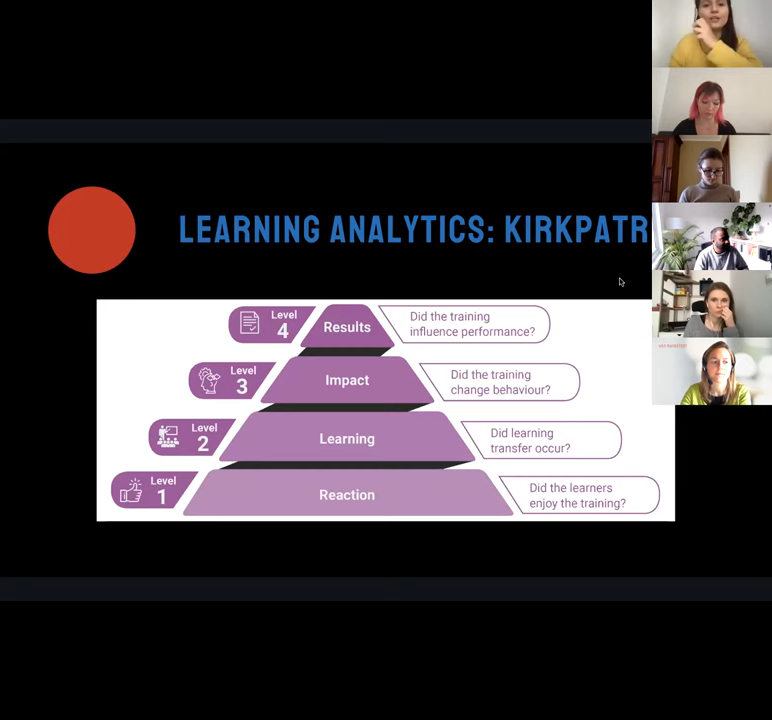 LEARNING ANALYTICS: KIRKPATR
Level
4
Results
Did the training
influence performance?
Level
3
Impact
Did the training
change behaviour?
Level
2
Learning
Did learning
transfer occur?
Level
1
Reaction
Did the learners
enjoy the training?